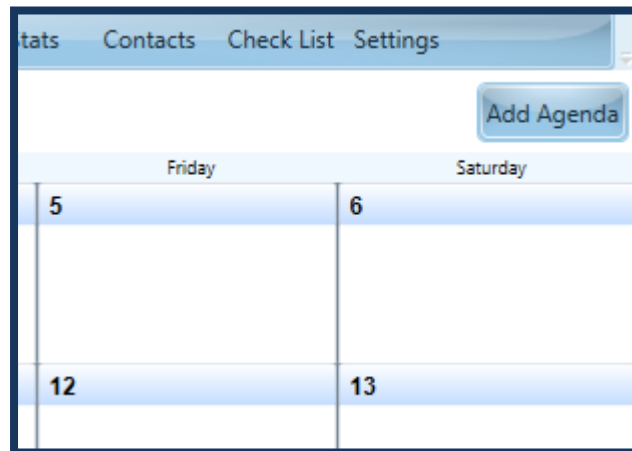 tats Contacts Check List Settings
Add Agenda
Friday Saturday
5 6
12 13